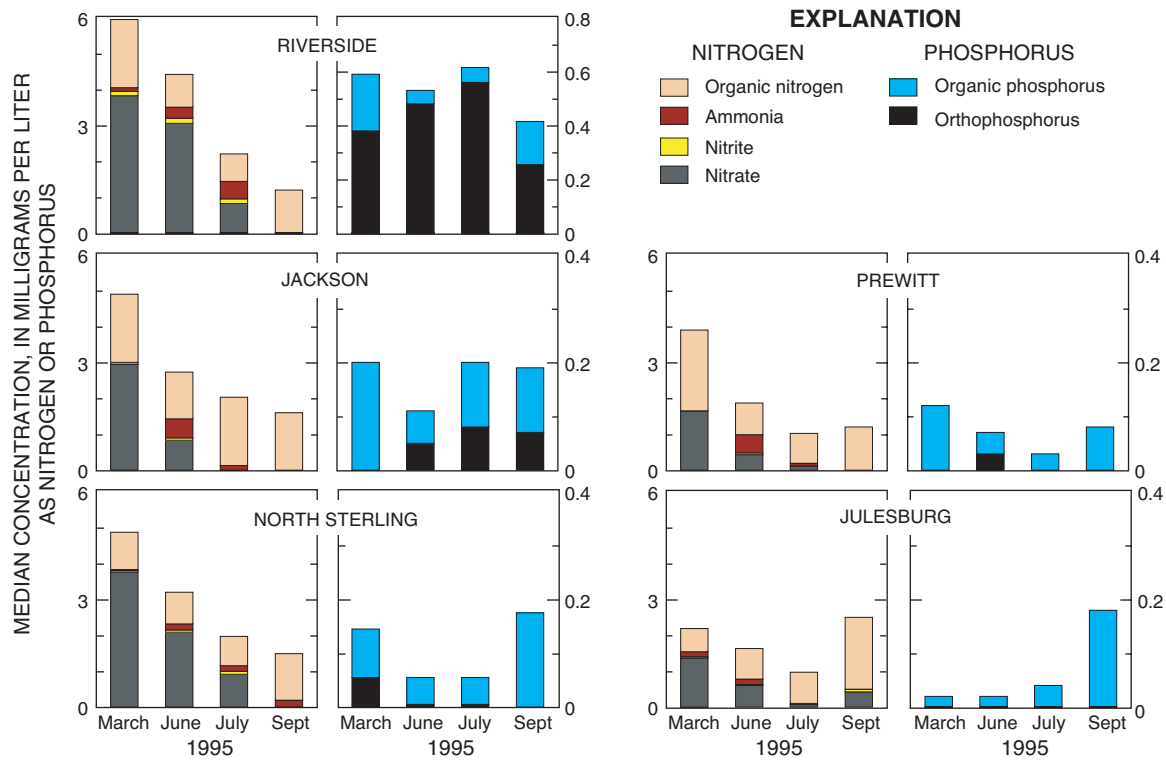 MEDIAN CONCENTRATION, IN MILLIGRAMS PER LITER
AS NITROGEN OR PHOSPHORUS
RIVERSIDE
6
3
0
0.8
0.6
0.4
0.2
0
EXPLANATION
NITROGEN
Organic nitrogen
Ammonia
Nitrite
Nitrate
PHOSPHORUS
Organic phosphorus
Orthophosphorus
JACKSON
6
3
0
0.4
0.2
0
PREWITT
6
3
0
0.4
0.2
0
NORTH STERLING
6
3
0
0.4
0.2
0
March June July Sept
1995
March June July Sept
1995
JULESBURG
6
3
0
0.4
0.2
0
March June July Sept
1995
March June July Sept
1995